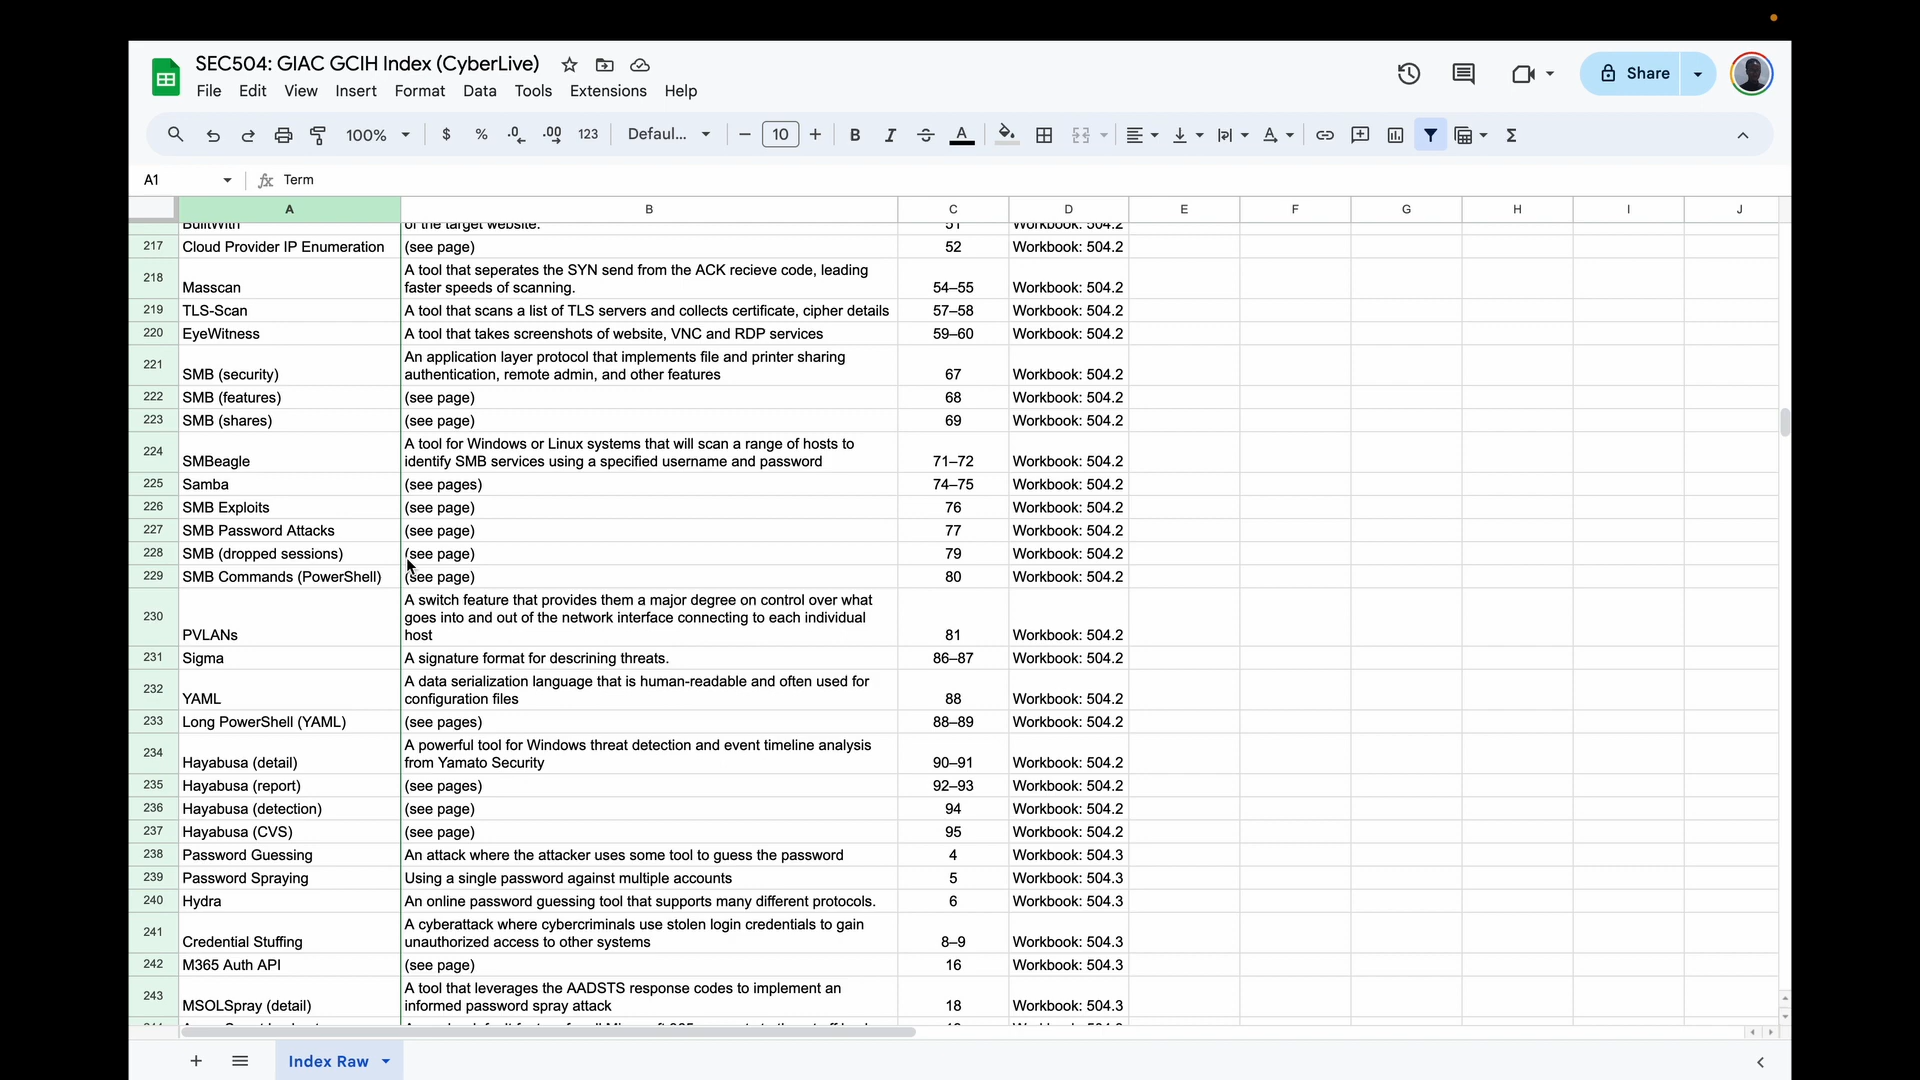 SEC504: GIAC GCIH Index (CyberLive)
File Edit View Insert Format Data Tools Extensions Help
Share
100% $ % .0 .00 123 Defaul... 10 B I A
A1 fx Term
A B C D E F G H I J
BuiltWith of the target website. 51 Workbook: 504.2
217 Cloud Provider IP Enumeration (see page) 52 Workbook: 504.2
A tool that seperates the SYN send from the ACK recieve code, leading
218 Masscan faster speeds of scanning. 54–55 Workbook: 504.2
219 TLS-Scan A tool that scans a list of TLS servers and collects certificate, cipher details 57–58 Workbook: 504.2
220 EyeWitness A tool that takes screenshots of website, VNC and RDP services 59–60 Workbook: 504.2
An application layer protocol that implements file and printer sharing
221 SMB (security) authentication, remote admin, and other features 67 Workbook: 504.2
222 SMB (features) (see page) 68 Workbook: 504.2
223 SMB (shares) (see page) 69 Workbook: 504.2
A tool for Windows or Linux systems that will scan a range of hosts to
224 SMBeagle identify SMB services using a specified username and password 71–72 Workbook: 504.2
225 Samba (see pages) 74–75 Workbook: 504.2
226 SMB Exploits (see page) 76 Workbook: 504.2
227 SMB Password Attacks (see page) 77 Workbook: 504.2
228 SMB (dropped sessions) (see page) 79 Workbook: 504.2
229 SMB Commands (PowerShell) (see page) 80 Workbook: 504.2
A switch feature that provides them a major degree on control over what
230 goes into and out of the network interface connecting to each individual
PVLANs host 81 Workbook: 504.2
231 Sigma A signature format for descrining threats. 86–87 Workbook: 504.2
A data serialization language that is human-readable and often used for
232 YAML configuration files 88 Workbook: 504.2
233 Long PowerShell (YAML) (see pages) 88–89 Workbook: 504.2
A powerful tool for Windows threat detection and event timeline analysis
234 Hayabusa (detail) from Yamato Security 90–91 Workbook: 504.2
235 Hayabusa (report) (see pages) 92–93 Workbook: 504.2
236 Hayabusa (detection) (see page) 94 Workbook: 504.2
237 Hayabusa (CVS) (see page) 95 Workbook: 504.2
238 Password Guessing An attack where the attacker uses some tool to guess the password 4 Workbook: 504.3
239 Password Spraying Using a single password against multiple accounts 5 Workbook: 504.3
240 Hydra An online password guessing tool that supports many different protocols. 6 Workbook: 504.3
A cyberattack where cybercriminals use stolen login credentials to gain
241 Credential Stuffing unauthorized access to other systems 8–9 Workbook: 504.3
242 M365 Auth API (see page) 16 Workbook: 504.3
A tool that leverages the AADSTS response codes to implement an
243 MSOLSpray (detail) informed password spray attack 18 Workbook: 504.3
Index Raw